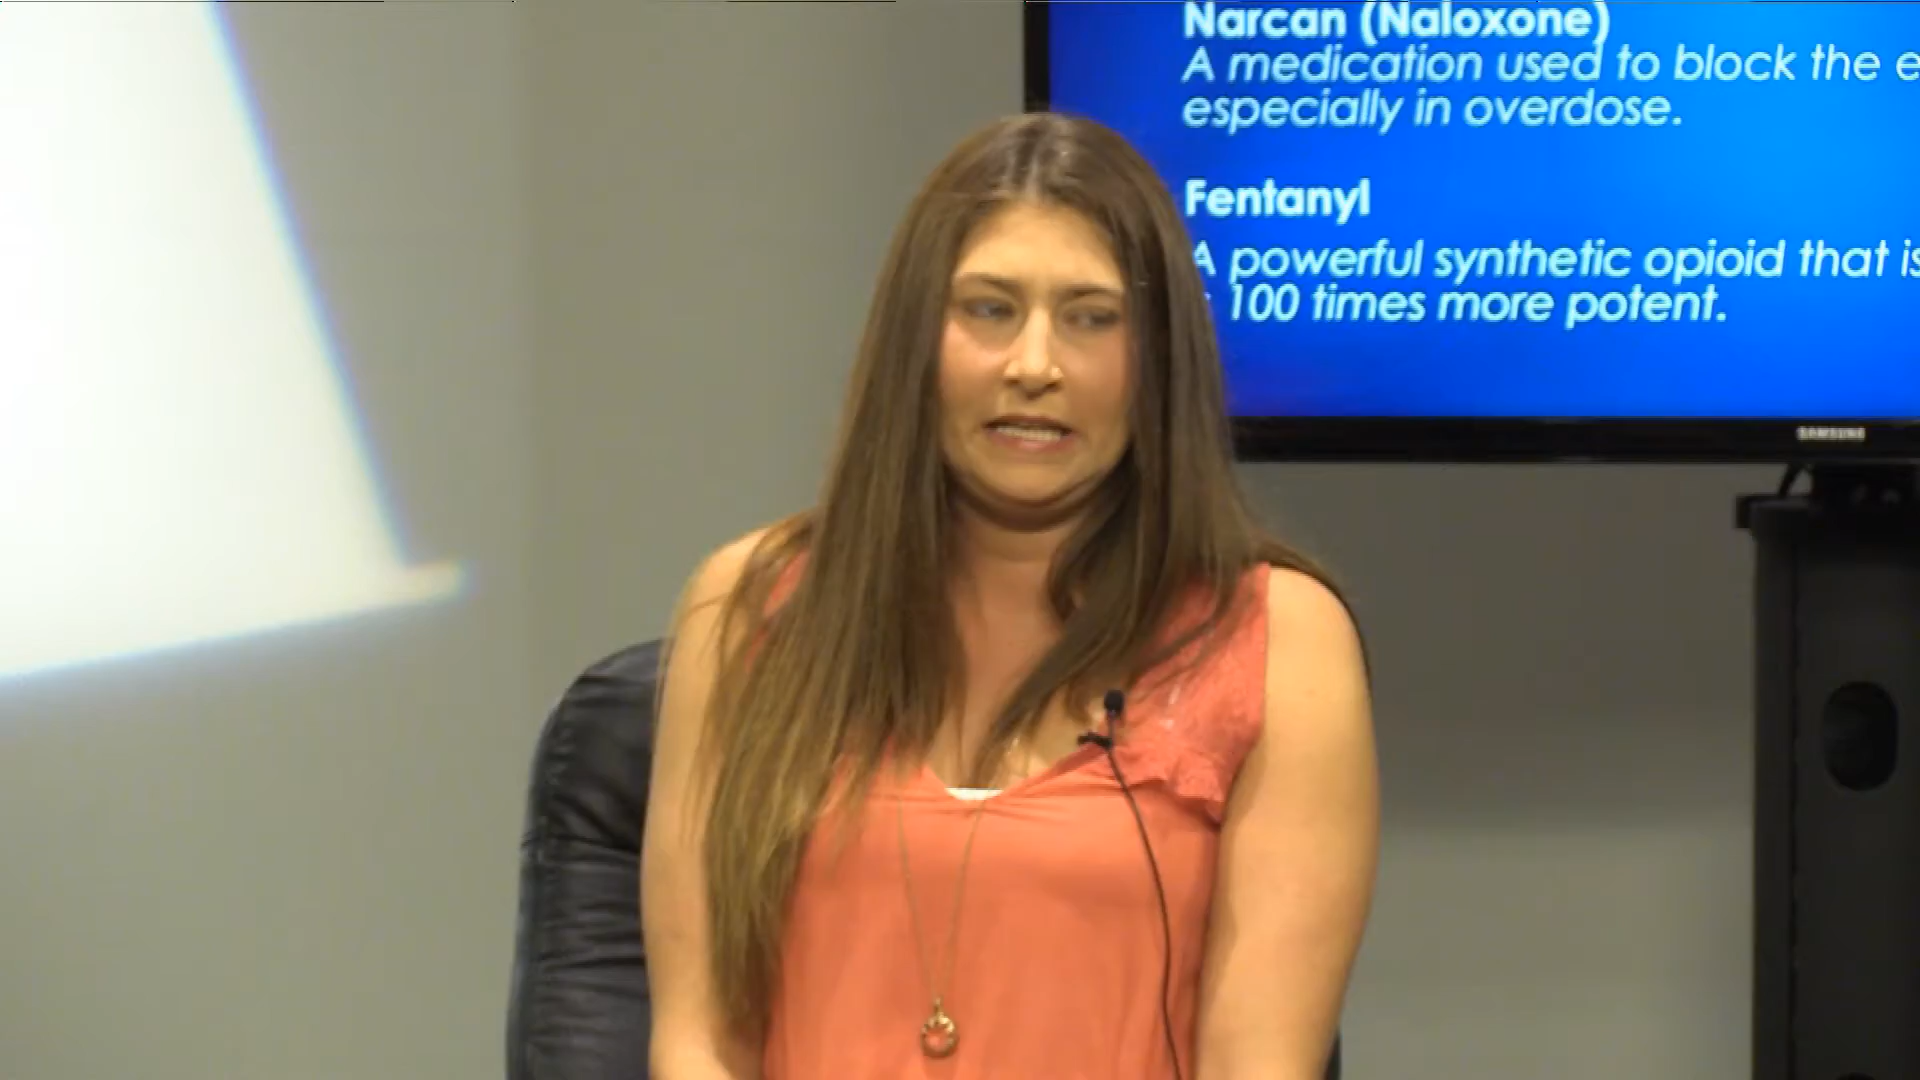 Narcan (Naloxone)
A medication used to block the e
especially in overdose.
Fentanyl
A powerful synthetic opioid that is
100 times more potent.
SAMSUNG